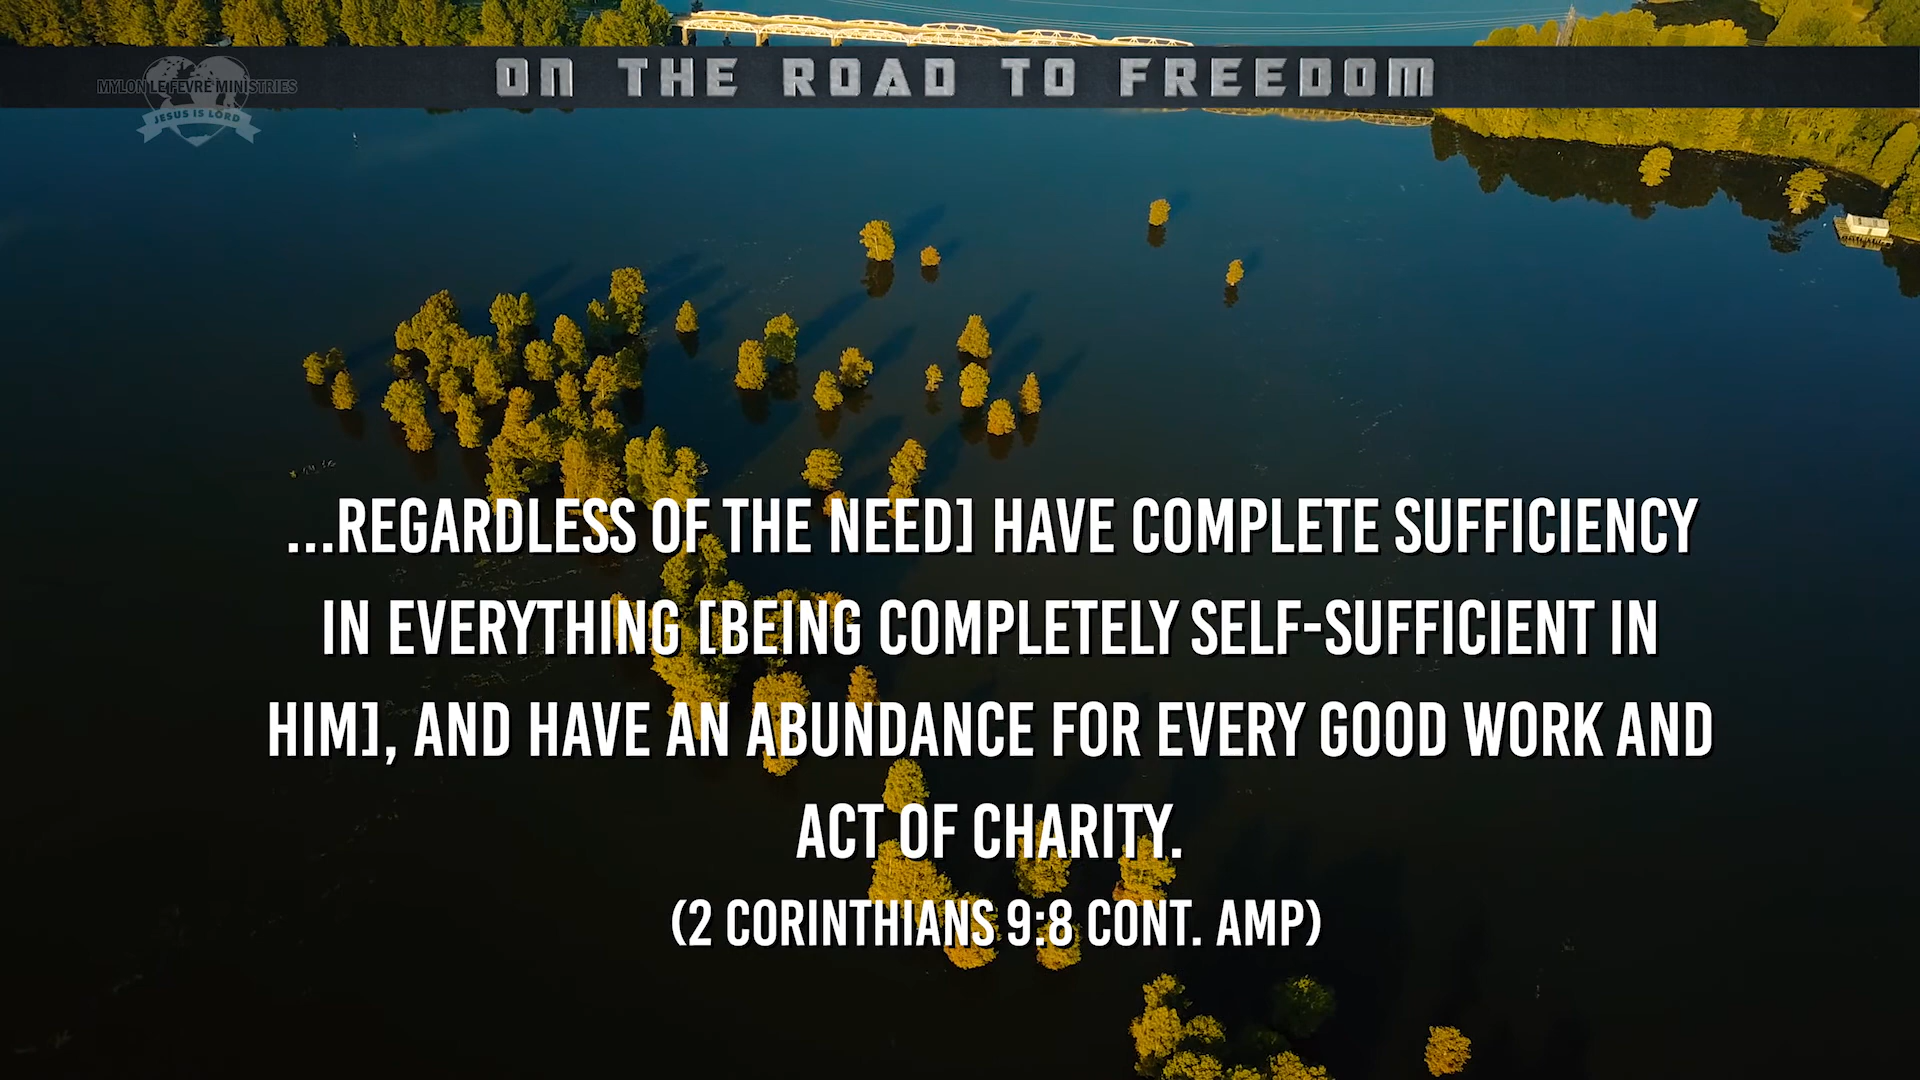 ON THE ROAD TO FREEDOM
MYLON LE FEVRE MINISTRIES
JESUS IS LORD
...REGARDLESS OF THE NEED] HAVE COMPLETE SUFFICIENCY
IN EVERYTHING [BEING COMPLETELY SELF-SUFFICIENT IN
HIM], AND HAVE AN ABUNDANCE FOR EVERY GOOD WORK AND
ACT OF CHARITY.
(2 CORINTHIANS 9:8 CONT. AMP)